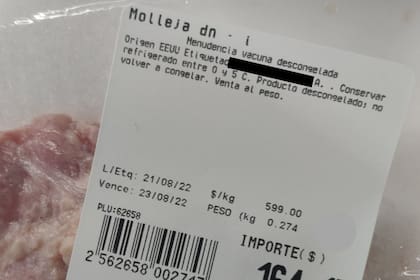 Molleja dn - i
Menudencia vacuna descongelada
Origen EEUU Etiquetad A. . Conservar
refrigerado entre 0 y 5 C. Producto descongelado; no
volver a congelar. Venta al peso.
L/Etq: 21/08/22 $/kg 599.00
Vence: 23/08/22 PESO (kg 0.274
PLU:62658
IMPORTE($)
2 562658 00274
164